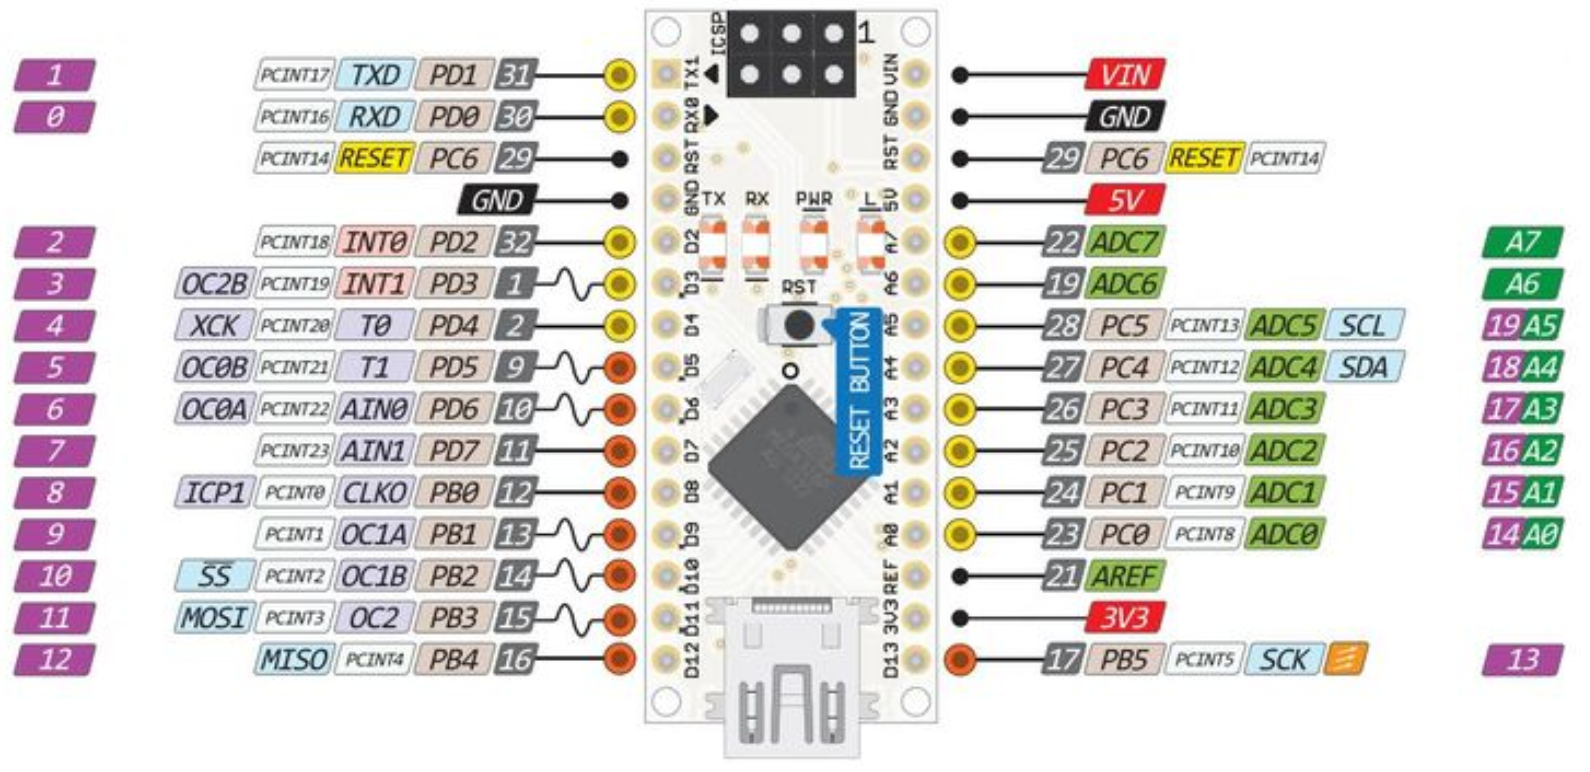 ICSP 1
1 PCINT17 TXD PD1 31 TX1 VIN VIN
0 PCINT16 RXD PD0 30 RX0 GND GND
PCINT14 RESET PC6 29 RST RST 29 PC6 RESET PCINT14
GND GND 5V 5V
TX RX PWR L
2 PCINT18 INT0 PD2 32 D2 A7 22 ADC7 A7
3 OC2B PCINT19 INT1 PD3 1 D3 A6 19 ADC6 A6
RST
4 XCK PCINT20 T0 PD4 2 D4 A5 28 PC5 PCINT13 ADC5 SCL 19 A5
RESET BUTTON
5 OC0B PCINT21 T1 PD5 9 D5 A4 27 PC4 PCINT12 ADC4 SDA 18 A4
6 OC0A PCINT22 AIN0 PD6 10 D6 A3 26 PC3 PCINT11 ADC3 17 A3
7 PCINT23 AIN1 PD7 11 D7 A2 25 PC2 PCINT10 ADC2 16 A2
8 ICP1 PCINT0 CLKO PB0 12 D8 A1 24 PC1 PCINT9 ADC1 15 A1
9 PCINT1 OC1A PB1 13 D9 A0 23 PC0 PCINT8 ADC0 14 A0
10 SS PCINT2 OC1B PB2 14 D10 REF 21 AREF
11 MOSI PCINT3 OC2 PB3 15 D11 3V3 3V3
12 MISO PCINT4 PB4 16 D12 D13 17 PB5 PCINT5 SCK 13